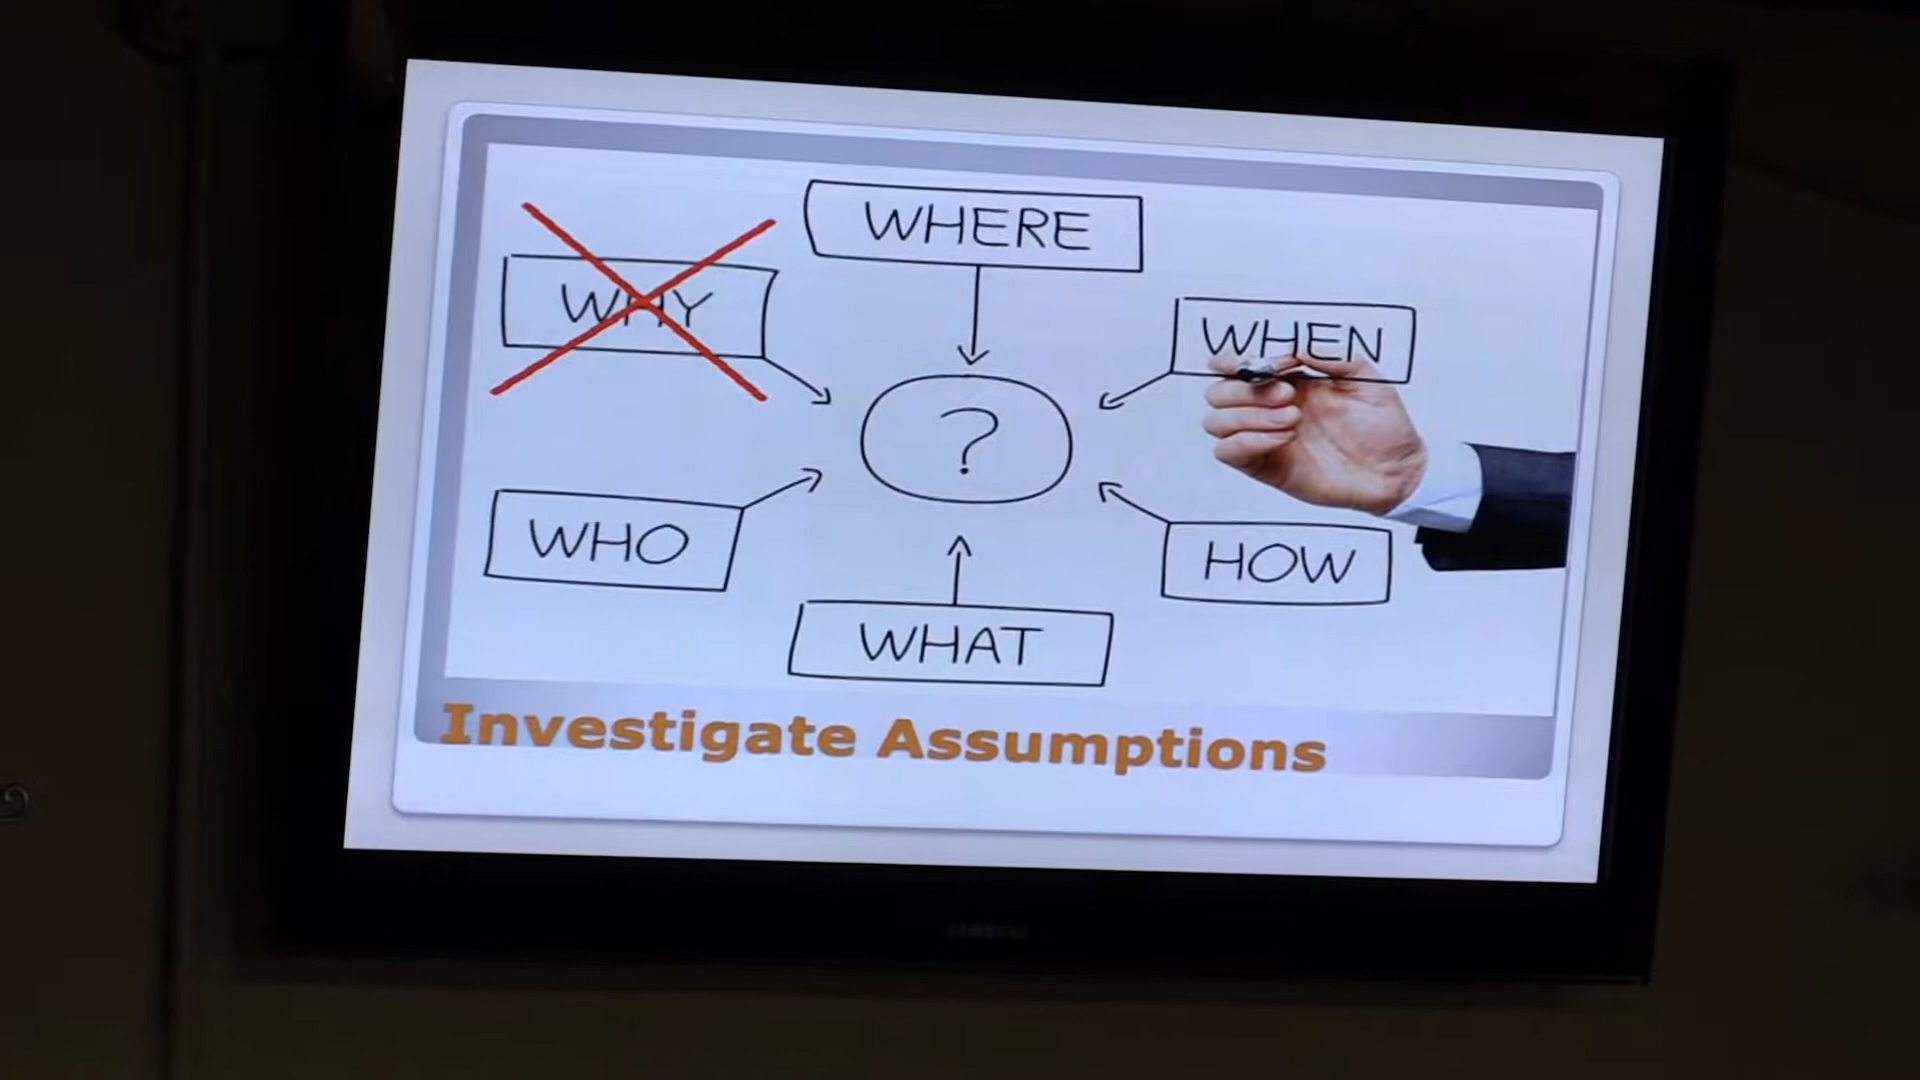 WHERE
WHY
WHEN
?
WHO
HOW
WHAT
Investigate Assumptions